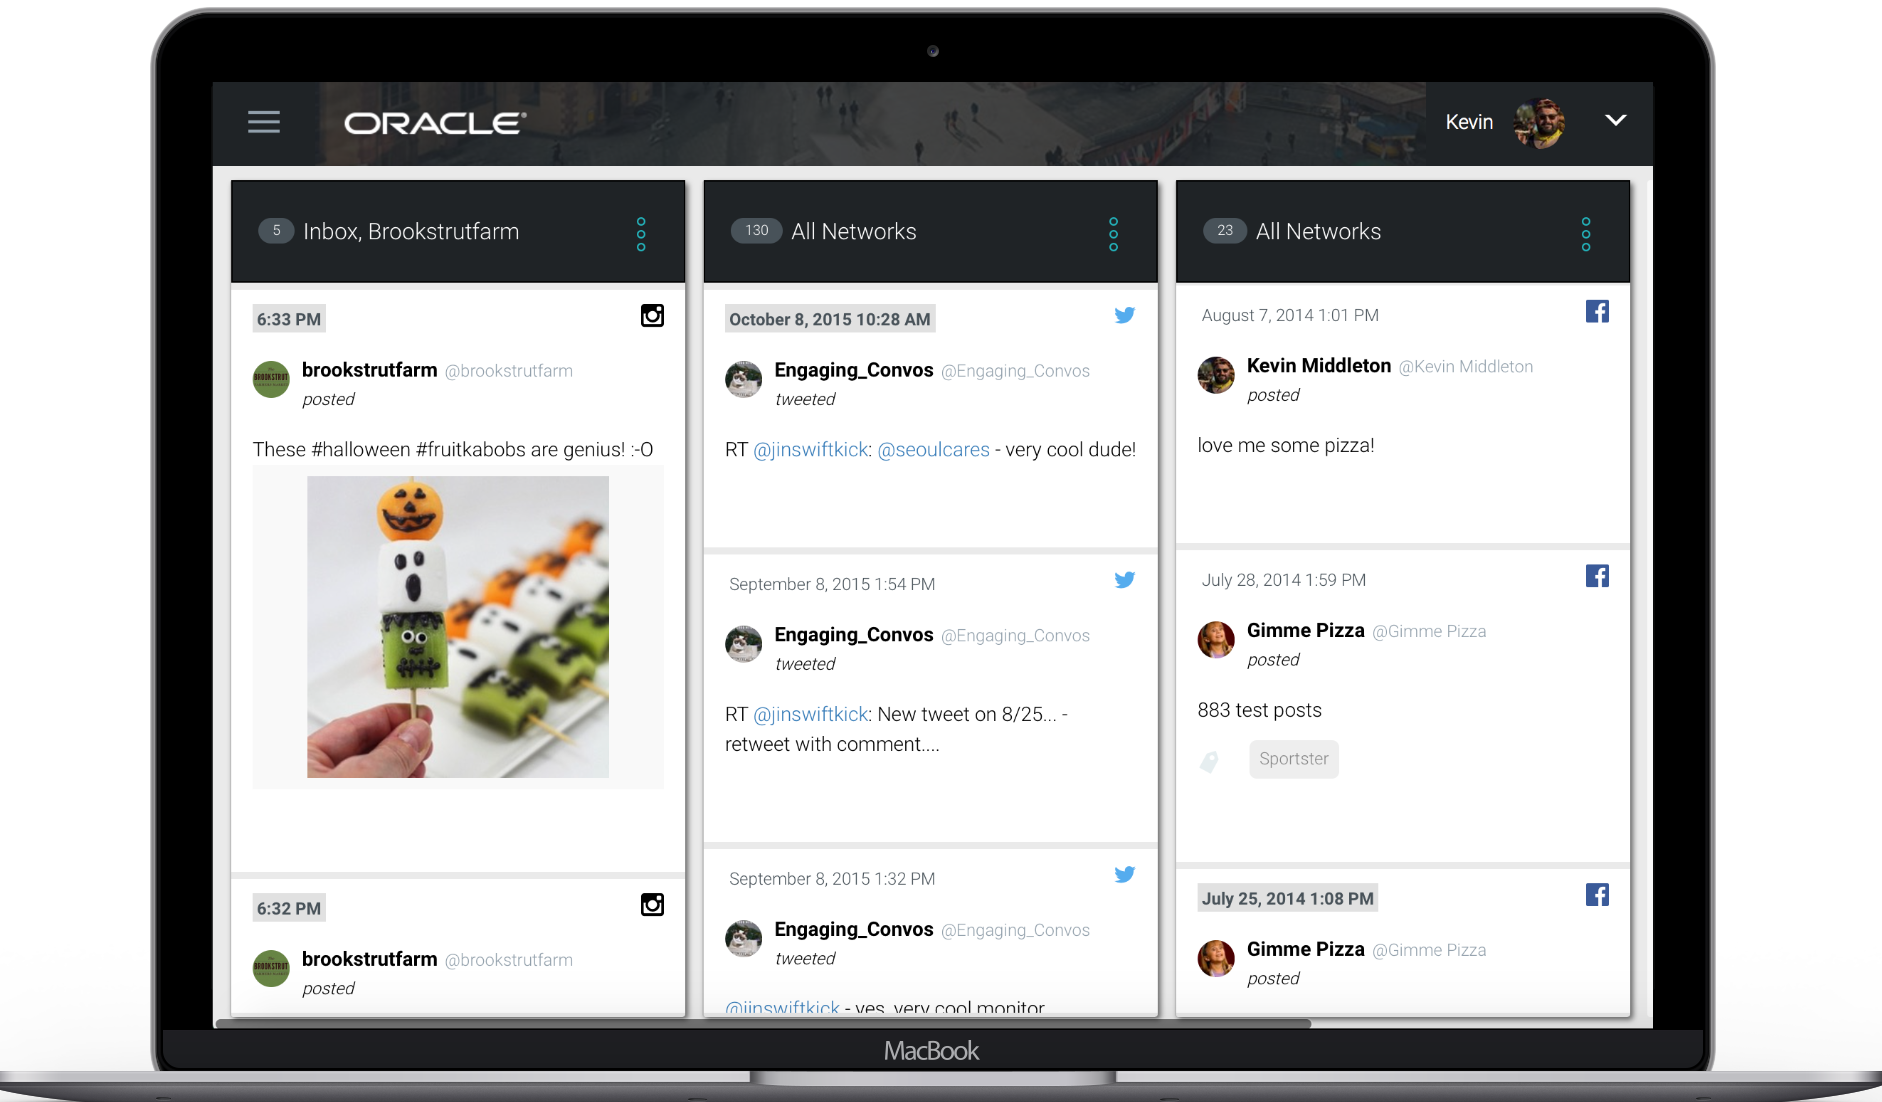 ORACLE
Kevin
5 Inbox, Brookstrutfarm
6:33 PM
brookstrutfarm @brookstrutfarm
posted
These #halloween #fruitkabobs are genius! :-O
6:32 PM
BROOKSTRUT
brookstrutfarm @brookstrutfarm
posted
130 All Networks
October 8, 2015 10:28 AM
Engaging_Convos @Engaging_Convos
tweeted
RT @jinswiftkick: @seoulcares - very cool dude!
September 8, 2015 1:54 PM
Engaging_Convos @Engaging_Convos
tweeted
RT @jinswiftkick: New tweet on 8/25... -
retweet with comment....
September 8, 2015 1:32 PM
Engaging_Convos @Engaging_Convos
tweeted
@jinswiftkick - yes, very cool monitor
23 All Networks
August 7, 2014 1:01 PM
Kevin Middleton @Kevin Middleton
posted
love me some pizza!
July 28, 2014 1:59 PM
Gimme Pizza @Gimme Pizza
posted
883 test posts
Sportster
July 25, 2014 1:08 PM
Gimme Pizza @Gimme Pizza
posted
MacBook